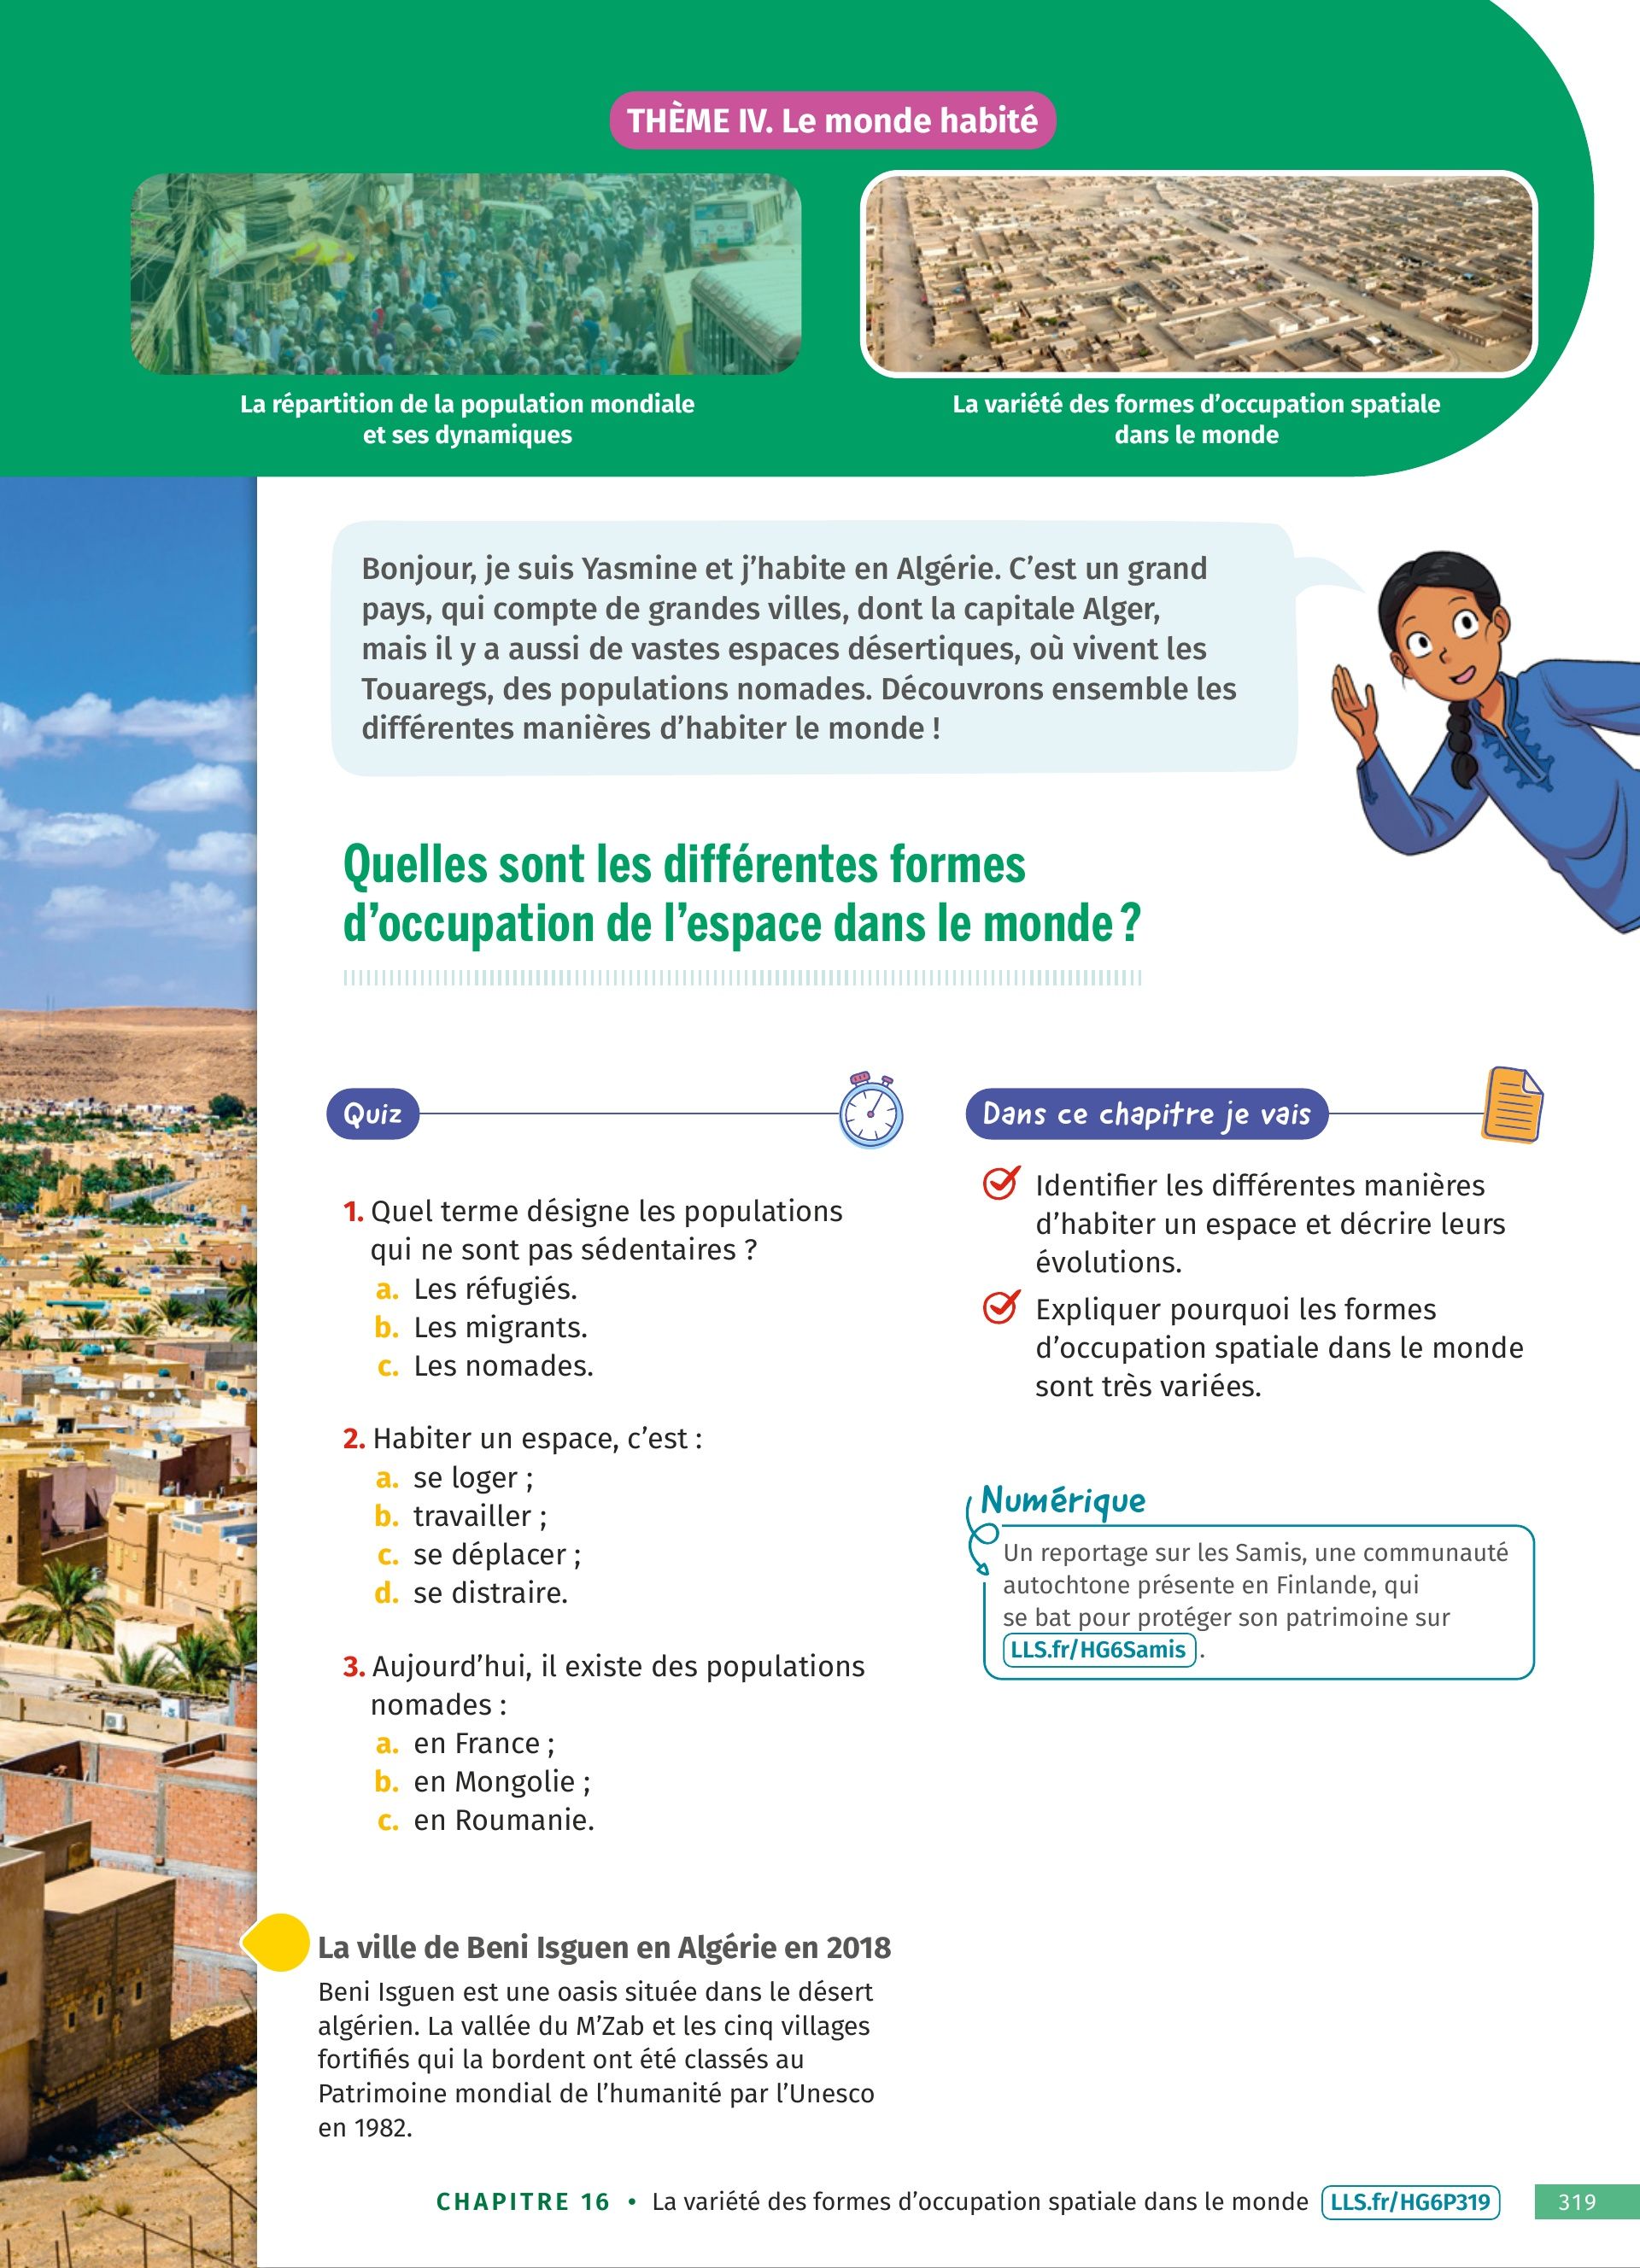 THÈME IV. Le monde habité
La répartition de la population mondiale
et ses dynamiques
La variété des formes d’occupation spatiale
dans le monde
Bonjour, je suis Yasmine et j’habite en Algérie. C’est un grand
pays, qui compte de grandes villes, dont la capitale Alger,
mais il y a aussi de vastes espaces désertiques, où vivent les
Touaregs, des populations nomades. Découvrons ensemble les
différentes manières d’habiter le monde !
Quelles sont les différentes formes
d’occupation de l’espace dans le monde ?
Quiz
1. Quel terme désigne les populations
qui ne sont pas sédentaires ?
a. Les réfugiés.
b. Les migrants.
c. Les nomades.
2. Habiter un espace, c’est :
a. se loger ;
b. travailler ;
c. se déplacer ;
d. se distraire.
3. Aujourd’hui, il existe des populations
nomades :
a. en France ;
b. en Mongolie ;
c. en Roumanie.
Dans ce chapitre je vais
Identifier les différentes manières
d’habiter un espace et décrire leurs
évolutions.
Expliquer pourquoi les formes
d’occupation spatiale dans le monde
sont très variées.
Numérique
Un reportage sur les Samis, une communauté
autochtone présente en Finlande, qui
se bat pour protéger son patrimoine sur
LLS.fr/HG6Samis .
La ville de Beni Isguen en Algérie en 2018
Beni Isguen est une oasis située dans le désert
algérien. La vallée du M’Zab et les cinq villages
fortifiés qui la bordent ont été classés au
Patrimoine mondial de l’humanité par l’Unesco
en 1982.
CHAPITRE 16 • La variété des formes d’occupation spatiale dans le monde LLS.fr/HG6P319 319